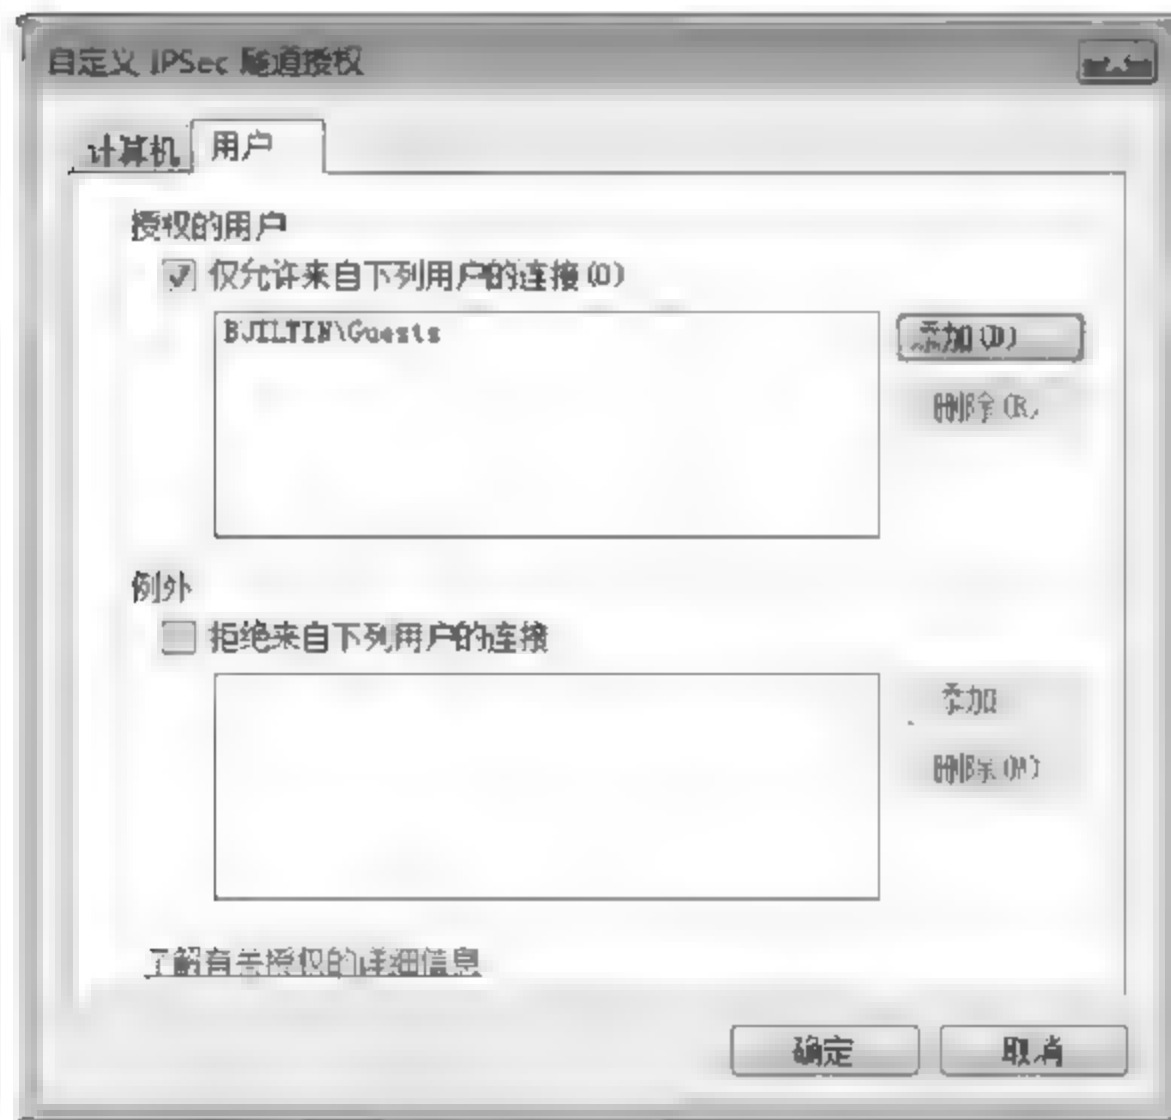 自定义 IPSec 隧道授权
计算机 用户
授权的用户
仅允许来自下列用户的连接(O)
BUILTIN\Guests
添加(D)
删除(R)
例外
拒绝来自下列用户的连接
添加
删除(M)
了解有关授权的详细信息
确定 取消